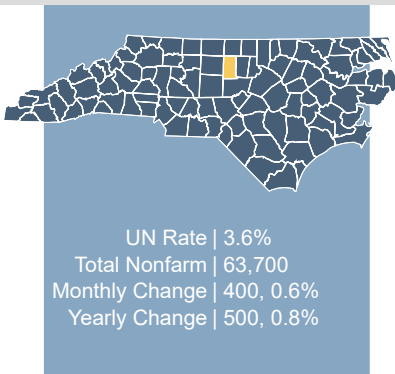 UN Rate | 3.6%
Total Nonfarm | 63,700
Monthly Change | 400, 0.6%
Yearly Change | 500, 0.8%